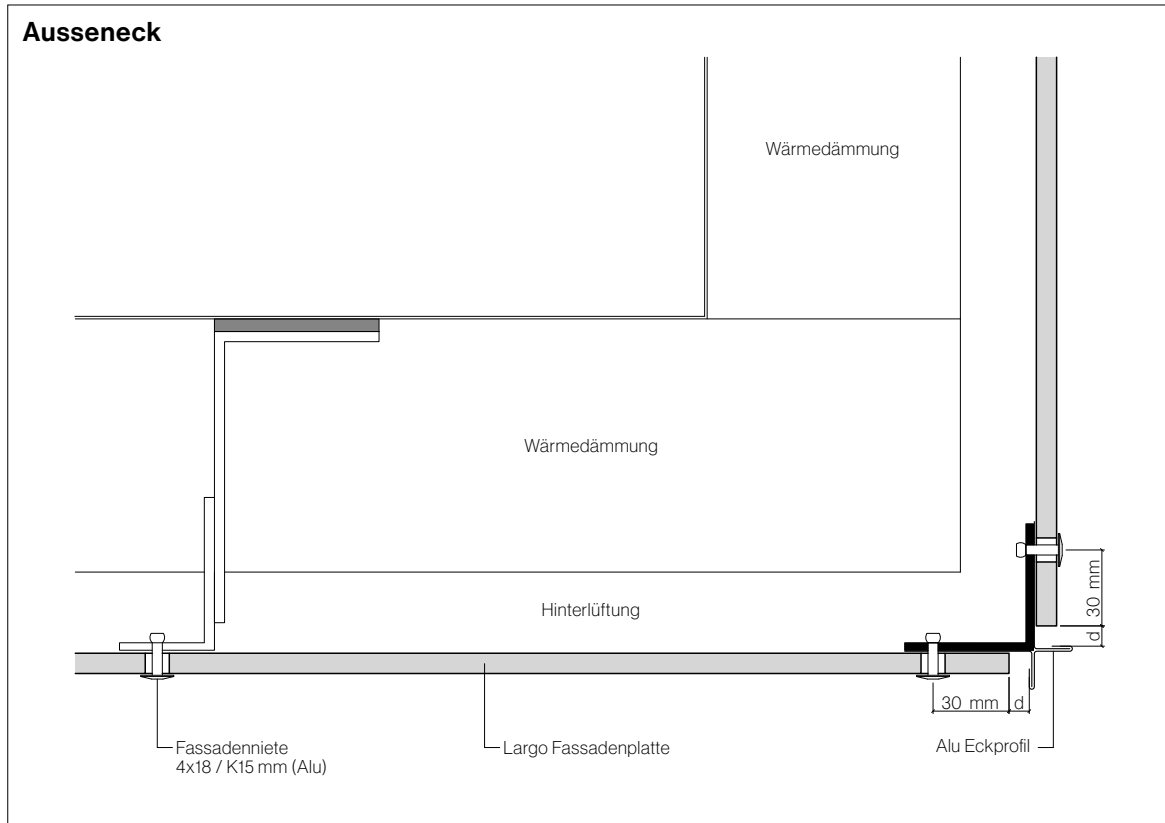 Ausseneck
Wärmedämmung
Wärmedämmung
Hinterlüftung
30 mm
d
30 mm
d
Fassadenniete
4x18 / K15 mm (Alu)
Largo Fassadenplatte
Alu Eckprofil